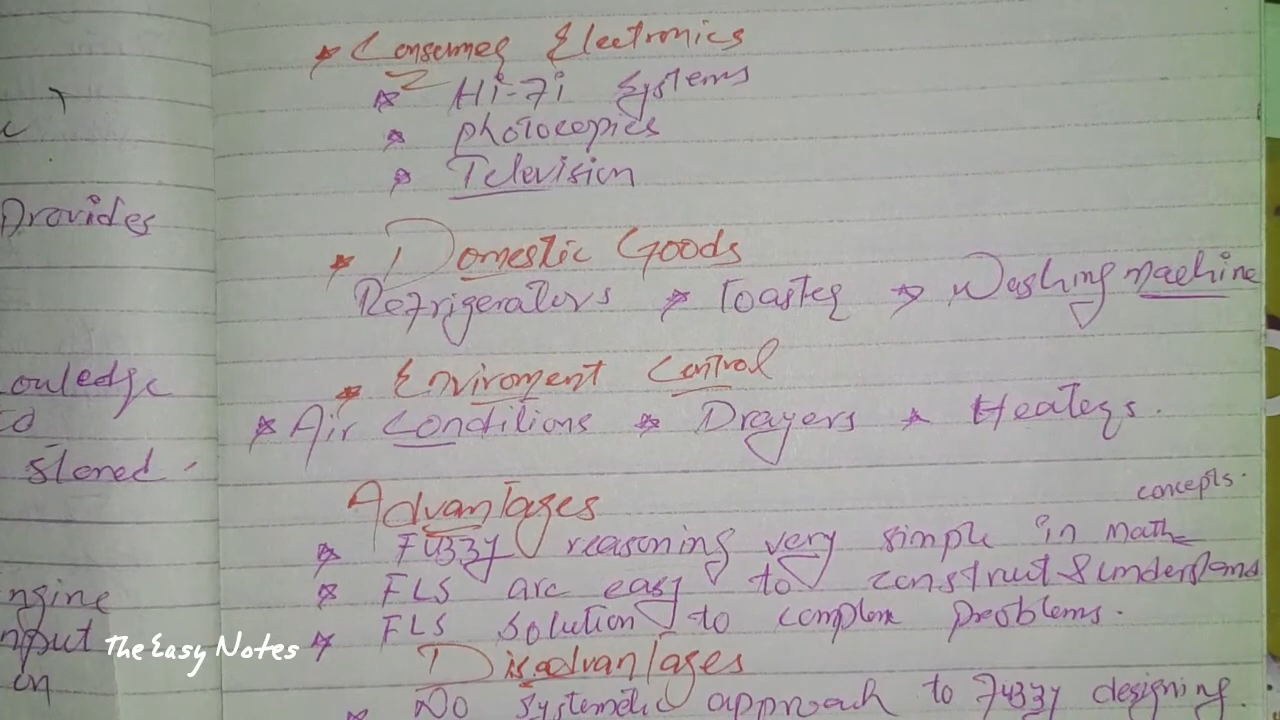 Consumer Electronics
Hi-Fi Systems
photocopies
Television
Domestic Goods
Refrigerators * Toaster * Washing machine
Enviroment Control
* Air Conditions * Drayers * Heaters.
Advantages
concepts.
* Fuzzy reasoning very simple in math
* FLS are easy to construct & understand
* FLS solution to complex problems.
Disadvantages
* No systematic approach to Fuzzy designing.
Provides
owledge
stored.
ngine
nput
in
The Easy Notes